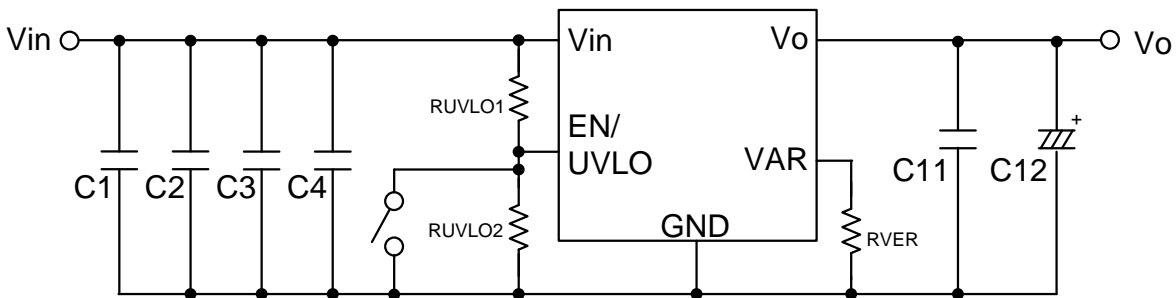 Vin
Vin
Vo
Vo
RUVLO1
EN/
UVLO
VAR
C1
C2
C3
C4
C11
C12
+
RUVLO2
GND
RVER